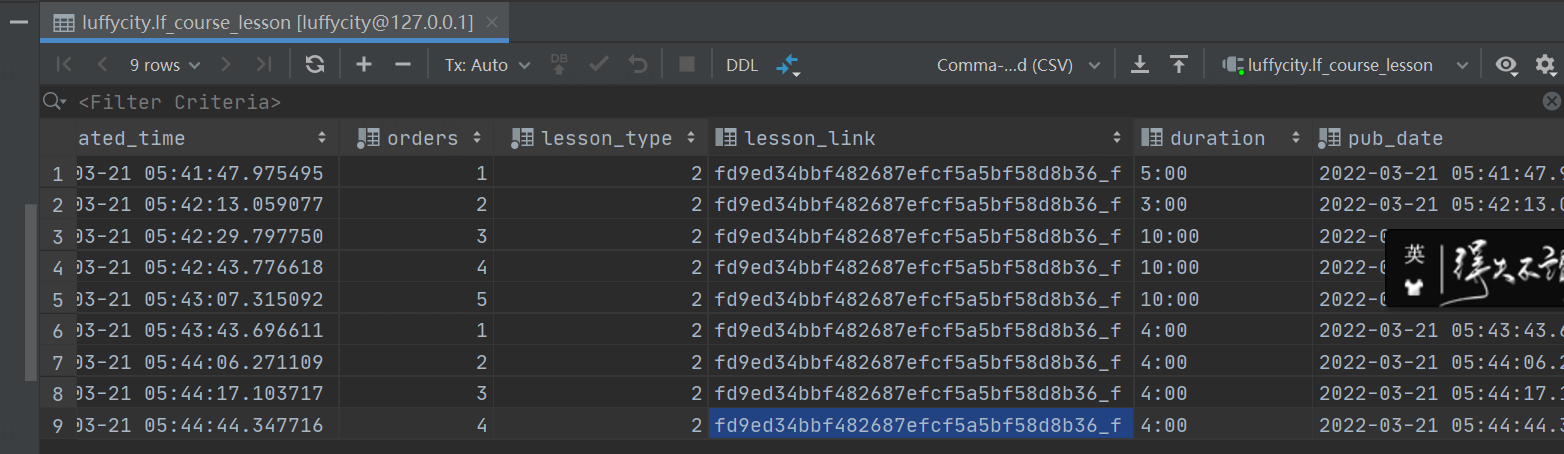 luffycity.lf_course_lesson [luffycity@127.0.0.1]
9 rows Tx: Auto DB DDL Comma-...d (CSV) luffycity.lf_course_lesson
<Filter Criteria>
ated_time orders lesson_type lesson_link duration pub_date
1 03-21 05:41:47.975495 1 2 fd9ed34bbf482687efcf5a5bf58d8b36_f 5:00 2022-03-21 05:41:47.9
2 03-21 05:42:13.059077 2 2 fd9ed34bbf482687efcf5a5bf58d8b36_f 3:00 2022-03-21 05:42:13.0
3 03-21 05:42:29.797750 3 2 fd9ed34bbf482687efcf5a5bf58d8b36_f 10:00 2022-0
4 03-21 05:42:43.776618 4 2 fd9ed34bbf482687efcf5a5bf58d8b36_f 10:00 2022-0
5 03-21 05:43:07.315092 5 2 fd9ed34bbf482687efcf5a5bf58d8b36_f 10:00 2022-0
英 得失不
6 03-21 05:43:43.696611 1 2 fd9ed34bbf482687efcf5a5bf58d8b36_f 4:00 2022-03-21 05:43:43.6
7 03-21 05:44:06.271109 2 2 fd9ed34bbf482687efcf5a5bf58d8b36_f 4:00 2022-03-21 05:44:06.2
8 03-21 05:44:17.103717 3 2 fd9ed34bbf482687efcf5a5bf58d8b36_f 4:00 2022-03-21 05:44:17.1
9 03-21 05:44:44.347716 4 2 fd9ed34bbf482687efcf5a5bf58d8b36_f 4:00 2022-03-21 05:44:44.3